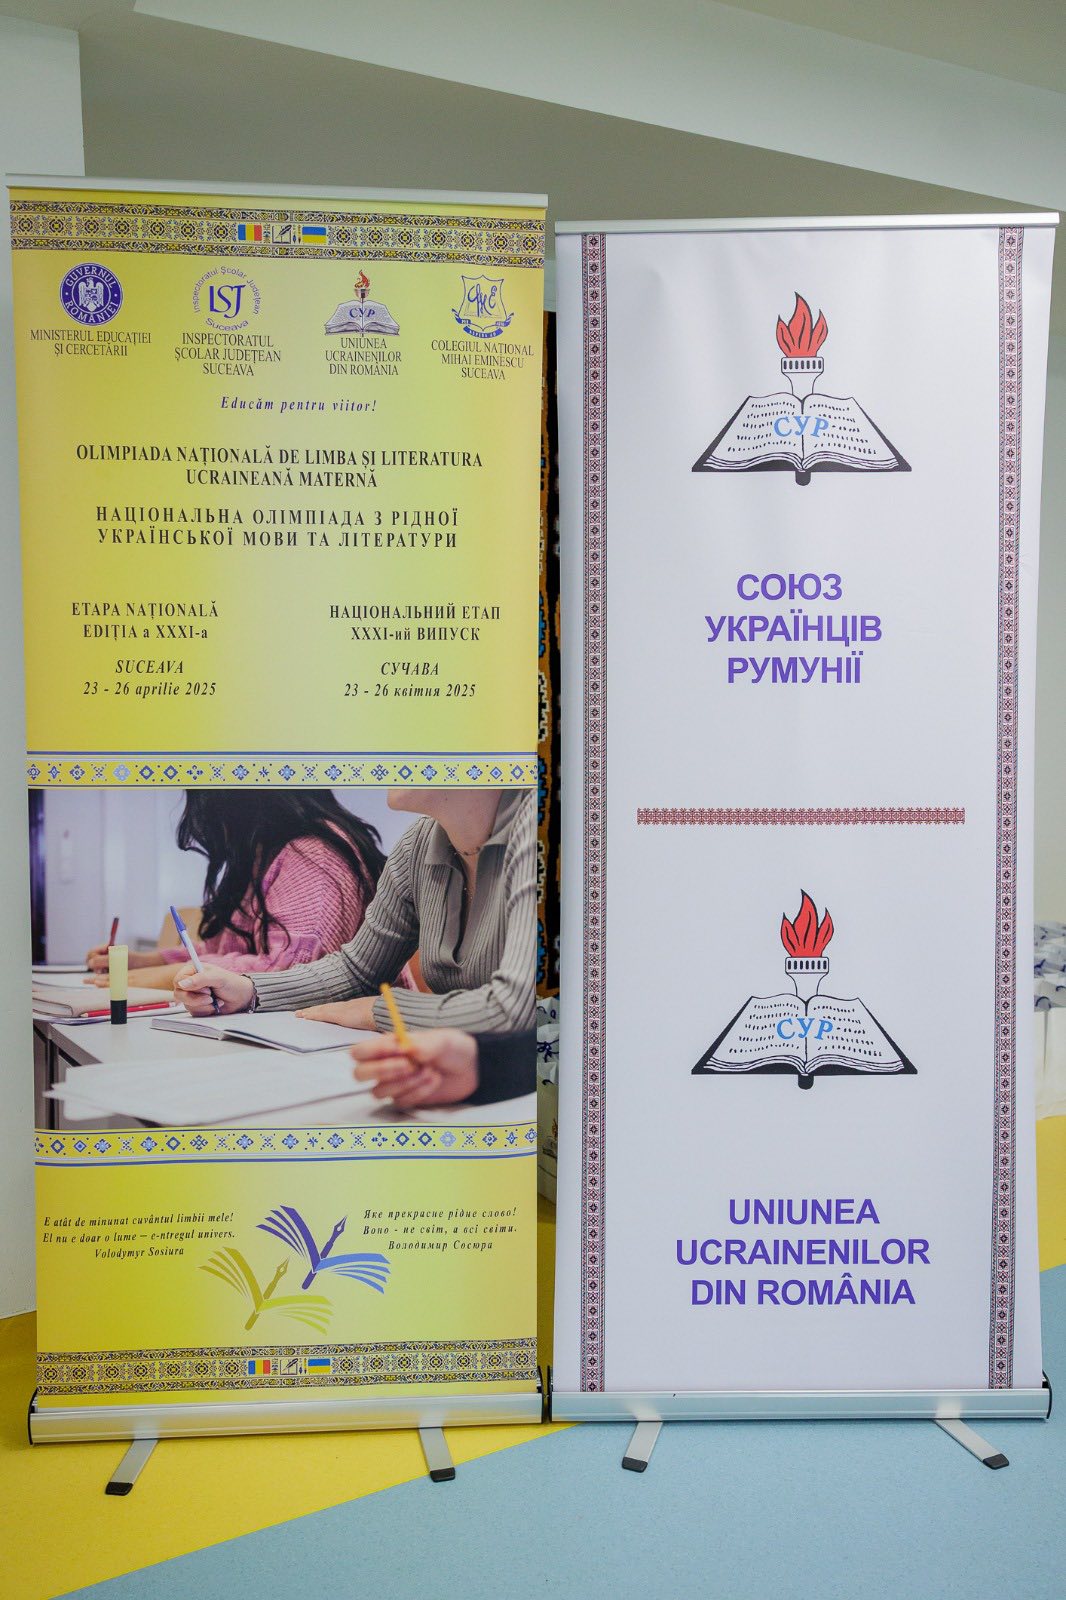 GUVERNUL ROMÂNIEI
MINISTERUL EDUCAȚIEI
ȘI CERCETĂRII
Inspectoratul Școlar Județean
Suceava
ISJ
INSPECTORATUL
ȘCOLAR JUDEȚEAN
SUCEAVA
СУР
UNIUNEA
UCRAINENILOR
DIN ROMÂNIA
COLEGIUL NAȚIONAL
MIHAI EMINESCU
SUCEAVA
Educăm pentru viitor!
OLIMPIADA NAȚIONALĂ DE LIMBA ȘI LITERATURA
UCRAINEANĂ MATERNĂ
НАЦІОНАЛЬНА ОЛІМПІАДА З РІДНОЇ
УКРАЇНСЬКОЇ МОВИ ТА ЛІТЕРАТУРИ
ETAPA NAȚIONALĂ
EDIȚIA a XXXI-a
SUCEAVA
23 - 26 aprilie 2025
НАЦІОНАЛЬНИЙ ЕТАП
XXXI-ий ВИПУСК
СУЧАВА
23 - 26 квітня 2025
E atât de minunat cuvântul limbii mele!
El nu e doar o lume – e-ntregul univers.
Volodymyr Sosiura
Яке прекрасне рідне слово!
Воно - не світ, а всі світи.
Володимир Сосюра
СУР
СОЮЗ
УКРАЇНЦІВ
РУМУНІЇ
СУР
UNIUNEA
UCRAINENILOR
DIN ROMÂNIA